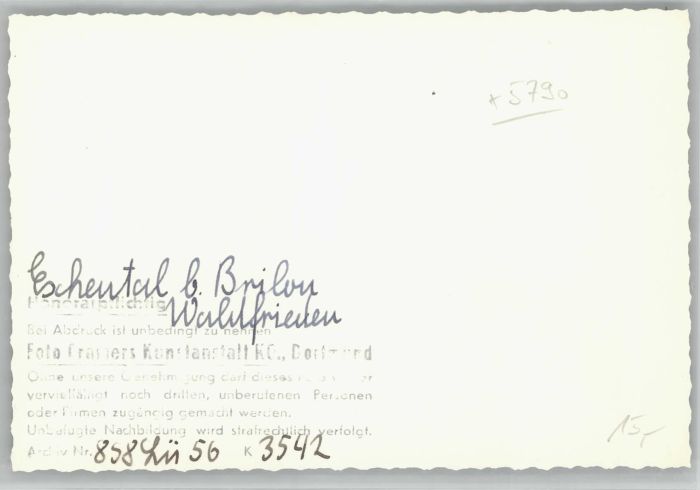 * 5790
Eschental b. Brilon
Honorarpflichtig Waldfrieden
Bei Abdruck ist unbedingt zu nennen
Foto Cramers Kunstanstalt KG., Dortmund
Ohne unsere Genehmigung darf dieses
vervielfältigt noch dritten, unberufenen Personen
oder Firmen zugängig gemacht werden.
Unbefugte Nachbildung wird strafrechtlich verfolgt.
Archiv Nr. 858 Lü 56 K 3542
15,-